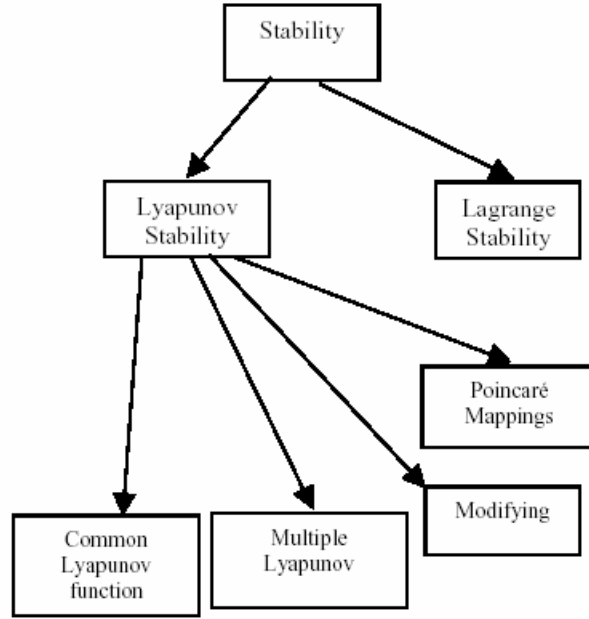 Stability
Lyapunov
Stability
Lagrange
Stability
Poincaré
Mappings
Modifying
Common
Lyapunov
function
Multiple
Lyapunov